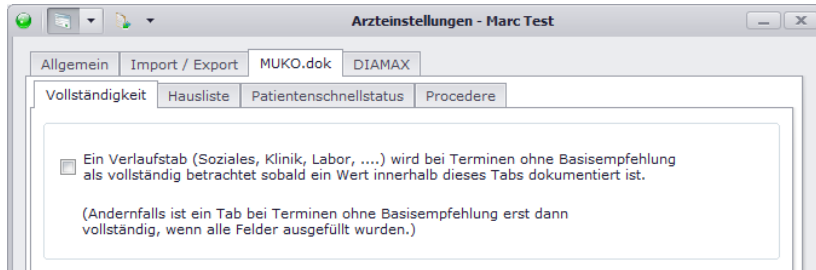 Arzteinstellungen - Marc Test
Allgemein Import / Export MUKO.dok DIAMAX
Vollständigkeit Hausliste Patientenschnellstatus Procedere
Ein Verlaufstab (Soziales, Klinik, Labor, ....) wird bei Terminen ohne Basisempfehlung
als vollständig betrachtet sobald ein Wert innerhalb dieses Tabs dokumentiert ist.
(Andernfalls ist ein Tab bei Terminen ohne Basisempfehlung erst dann
vollständig, wenn alle Felder ausgefüllt wurden.)